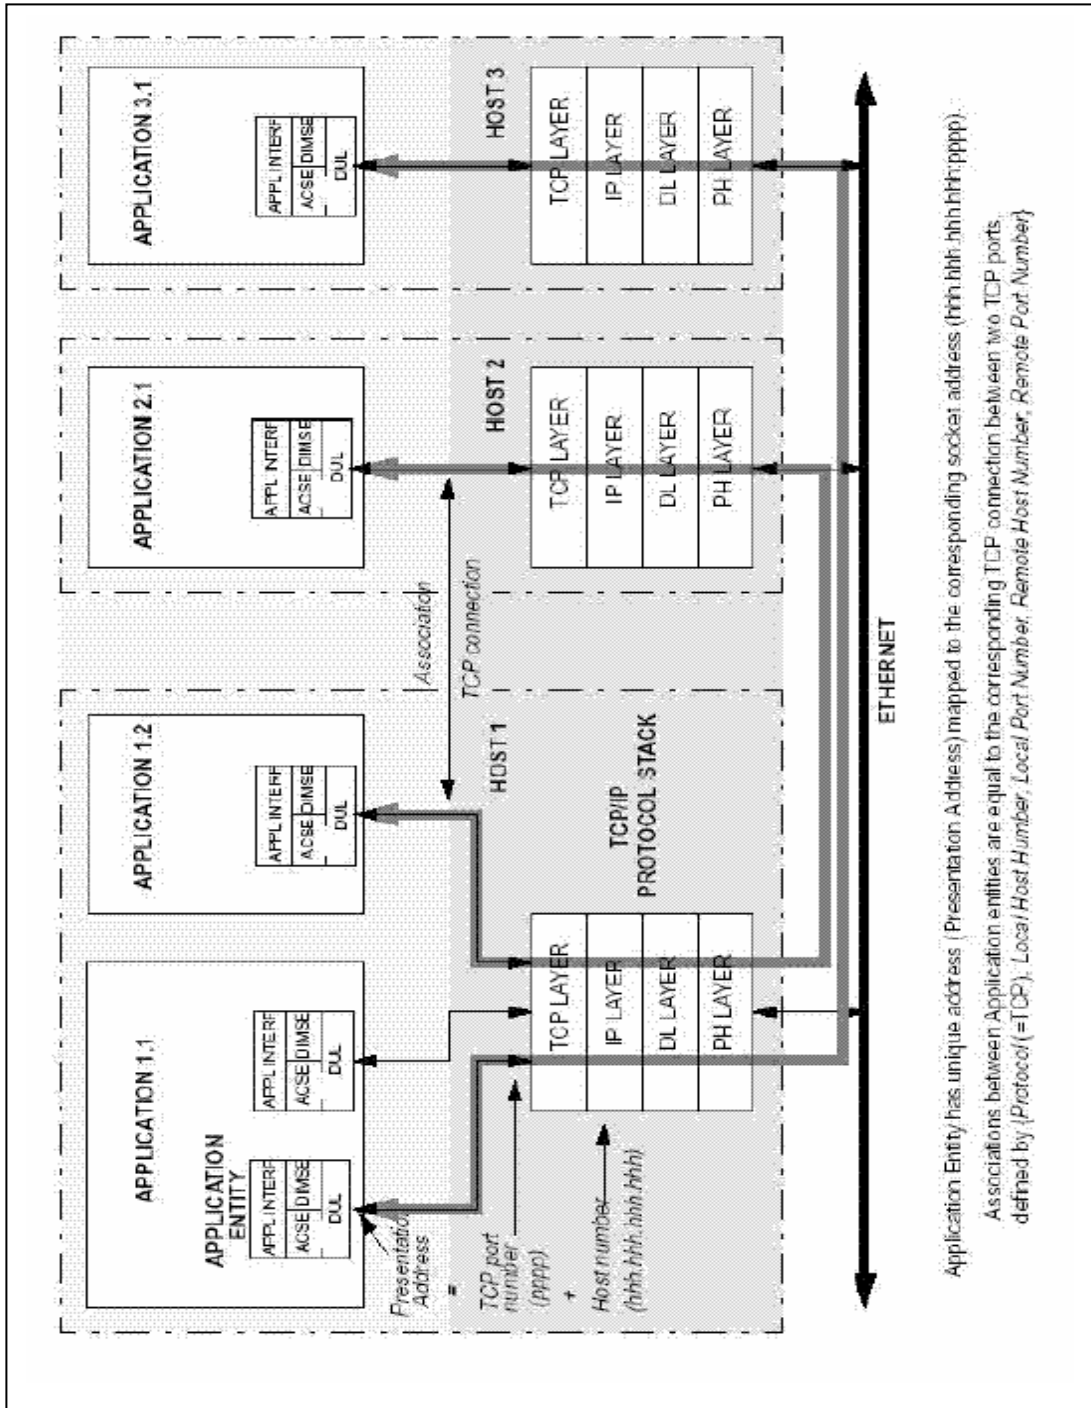 APPLICATION 1.1
APPLICATION
ENTITY
APPL INTERF
ACSE DIMSE
DUL
APPL INTERF
ACSE DIMSE
DUL
APPLICATION 1.2
APPL INTERF
ACSE DIMSE
DUL
APPLICATION 2.1
APPL INTERF
ACSE DIMSE
DUL
APPLICATION 3.1
APPL INTERF
ACSE DIMSE
DUL
Presentation
Address
=
TCP port
number
(pppp)
+
Host number
(hhh.hhh.hhh.hhh)
Association
TCP connection
HOST 1
HOST 2
HOST 3
TCP/IP
PROTOCOL STACK
TCP LAYER
IP LAYER
DL LAYER
PH LAYER
TCP LAYER
IP LAYER
DL LAYER
PH LAYER
TCP LAYER
IP LAYER
DL LAYER
PH LAYER
ETHERNET
Application Entity has unique address (Presentation Address) mapped to the corresponding socket address (hhh.hhh.hhh.hhh:pppp).
Associations between Application entities are equal to the corresponding TCP connection between two TCP ports,
defined by {Protocol(=TCP), Local Host Number, Local Port Number, Remote Host Number, Remote Port Number}